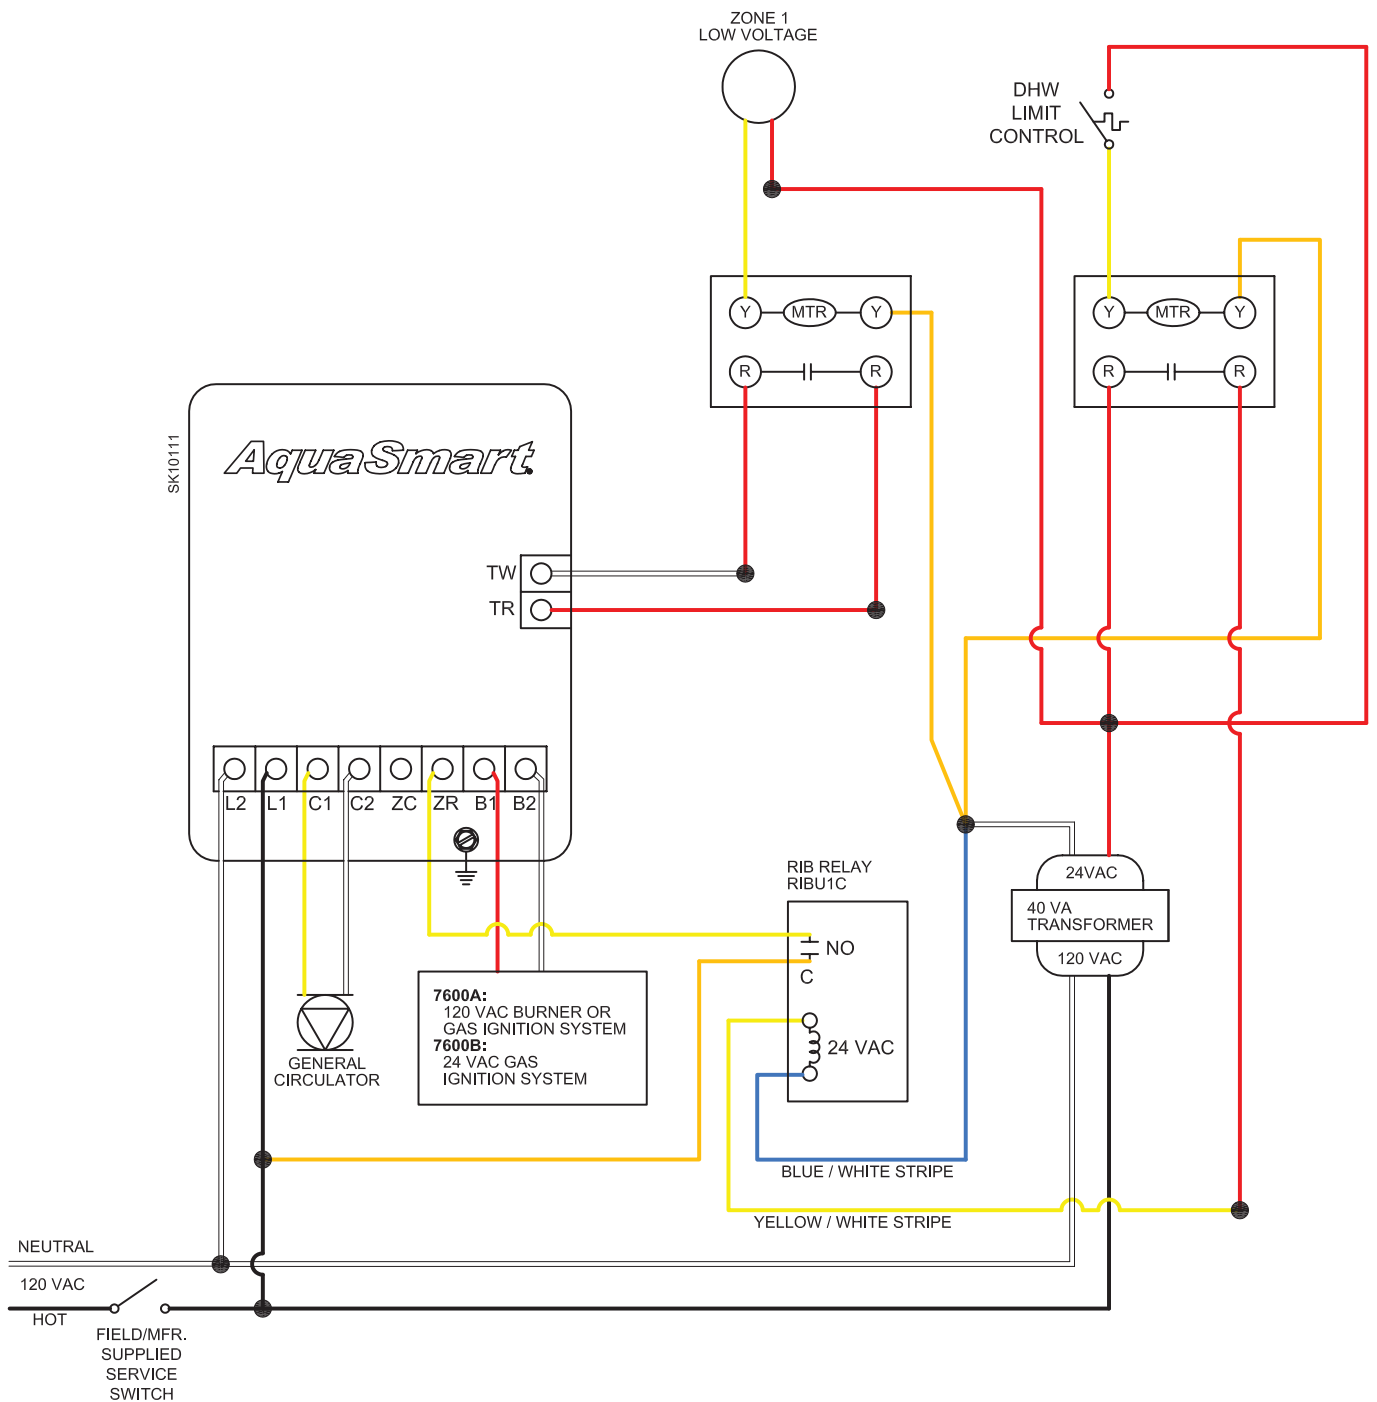 ZONE 1
LOW VOLTAGE
DHW
LIMIT
CONTROL
Y
MTR
Y
R
R
Y
MTR
Y
R
R
SK10111
AquaSmart
TW
TR
L2
L1
C1
C2
ZC
ZR
B1
B2
RIB RELAY
RIBU1C
NO
C
24 VAC
24VAC
40 VA
TRANSFORMER
120 VAC
7600A:
120 VAC BURNER OR
GAS IGNITION SYSTEM
7600B:
24 VAC GAS
IGNITION SYSTEM
GENERAL
CIRCULATOR
BLUE / WHITE STRIPE
YELLOW / WHITE STRIPE
NEUTRAL
120 VAC
HOT
FIELD/MFR.
SUPPLIED
SERVICE
SWITCH